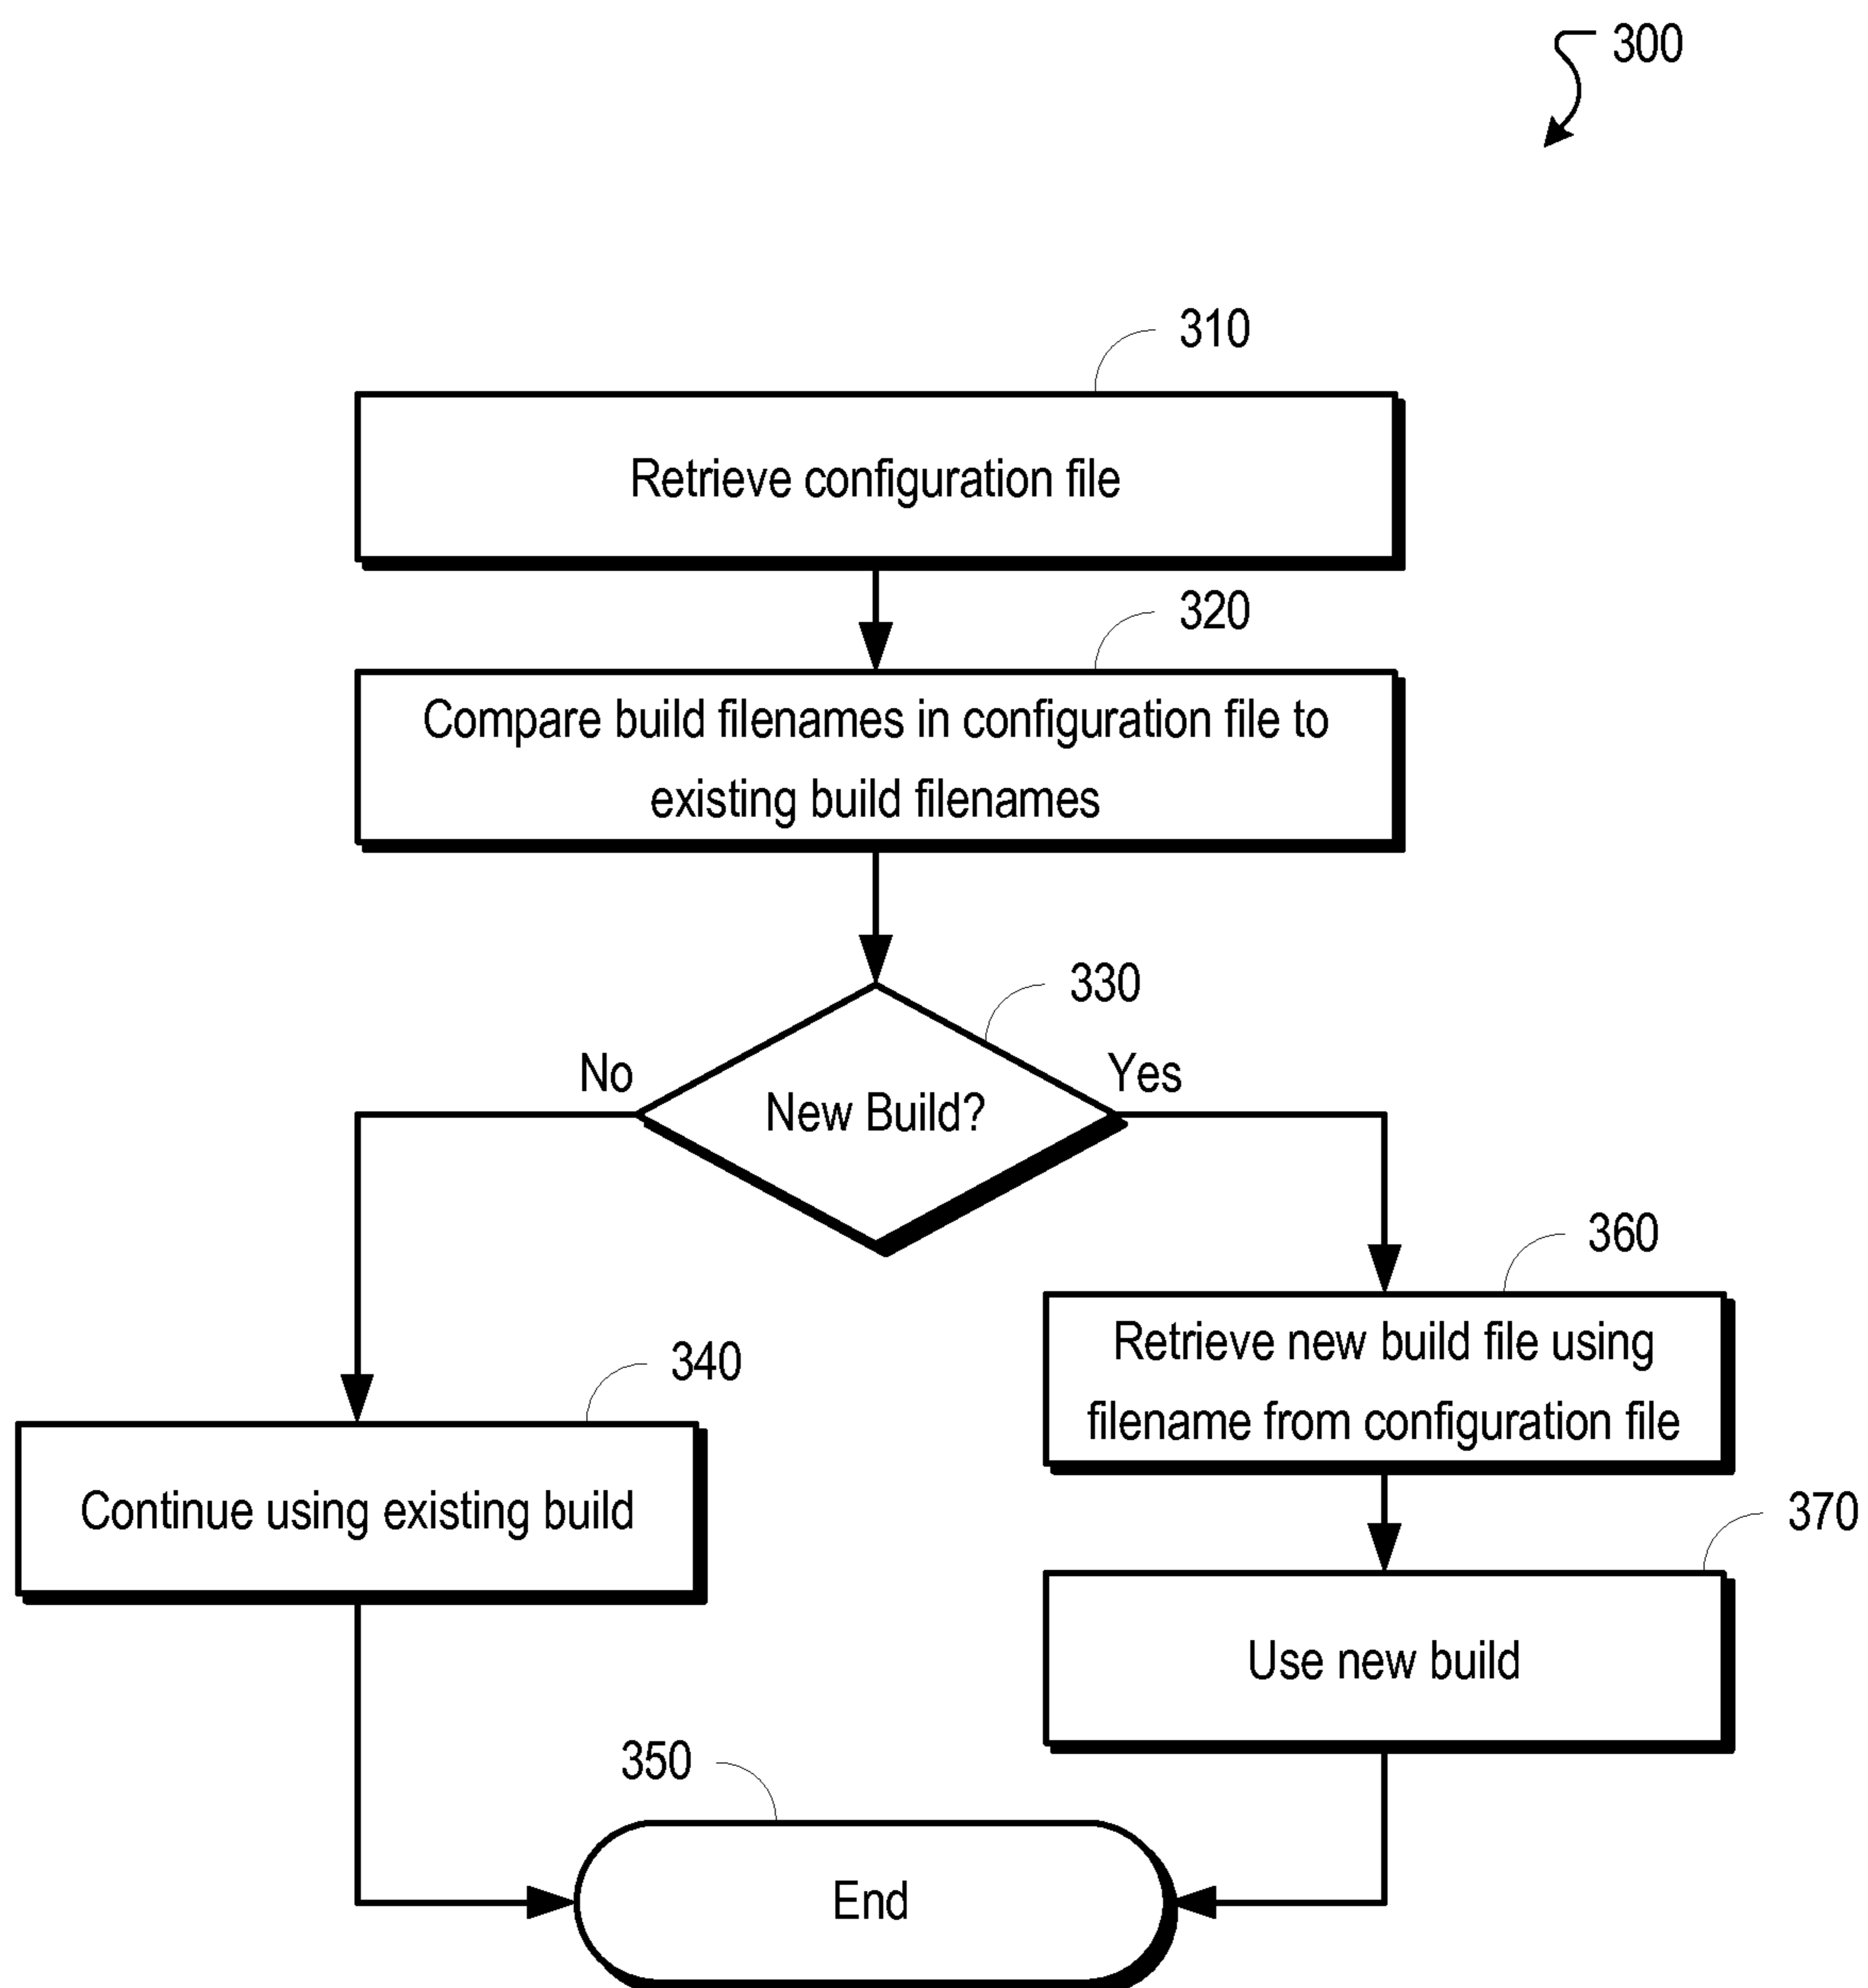 300
310
Retrieve configuration file
320
Compare build filenames in configuration file to
existing build filenames
330
No
Yes
New Build?
360
Retrieve new build file using
filename from configuration file
340
Continue using existing build
370
Use new build
350
End